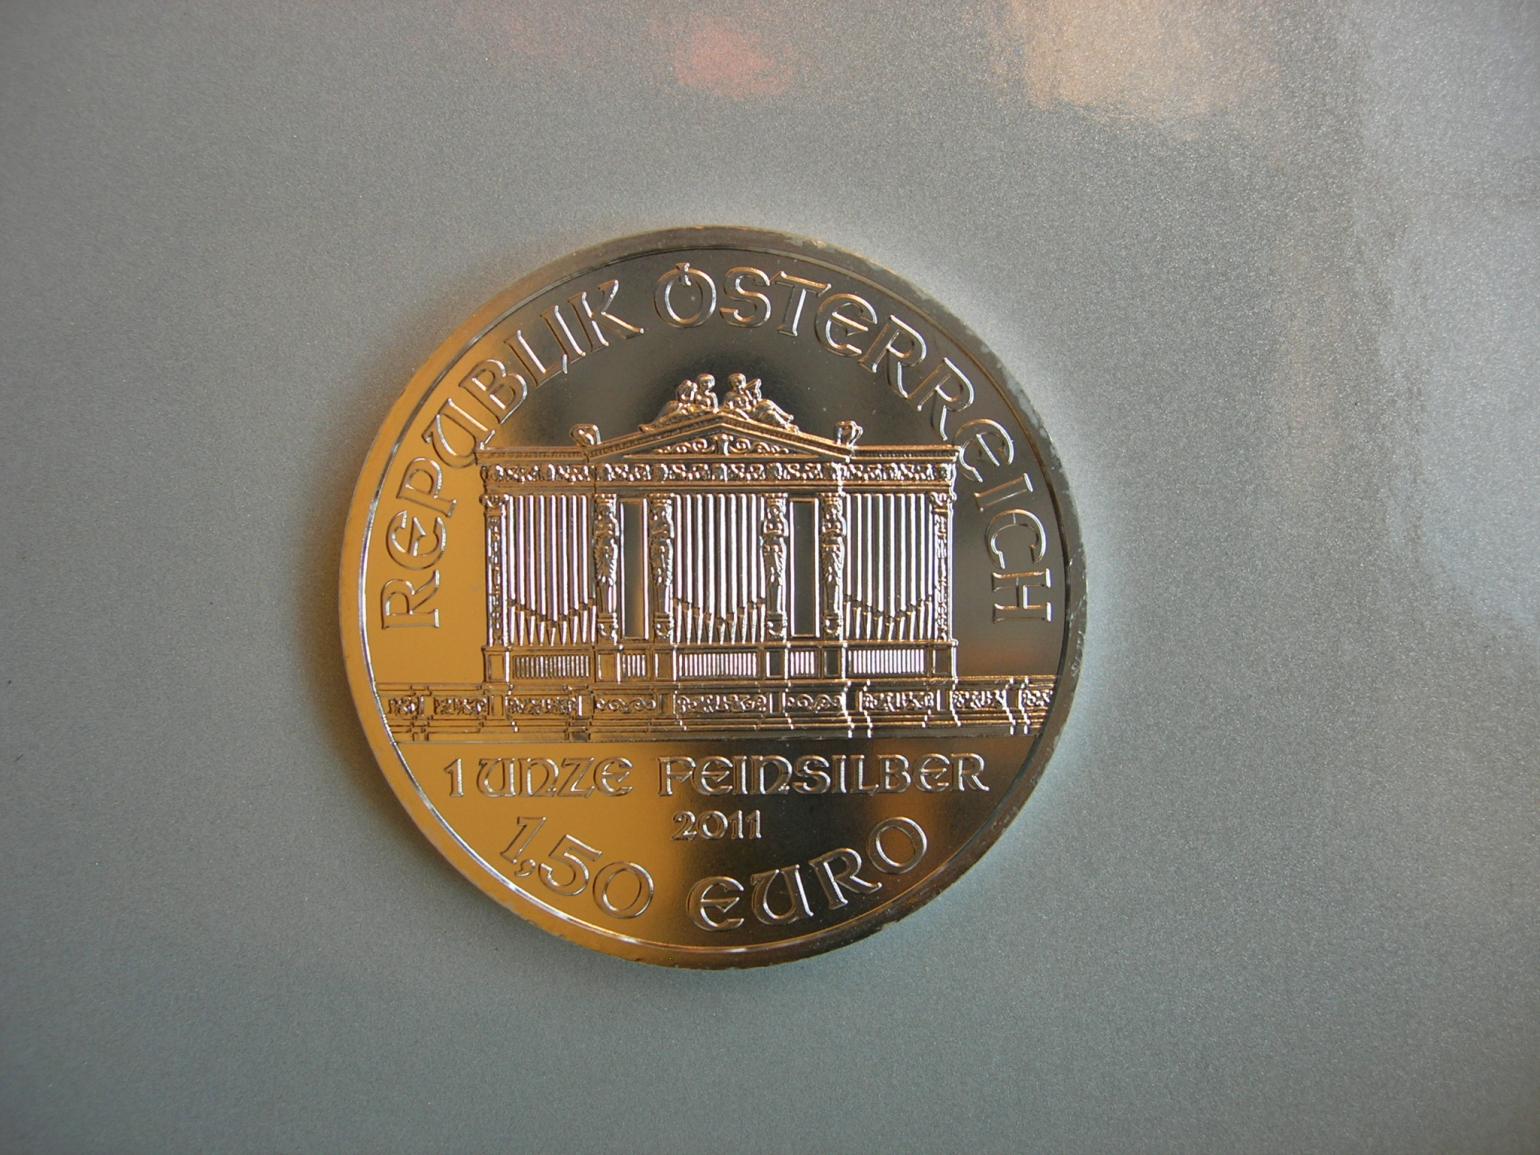 REPUBLIK ÖSTERREICH
1 UNZE FEINSILBER
2011
1,50 EURO